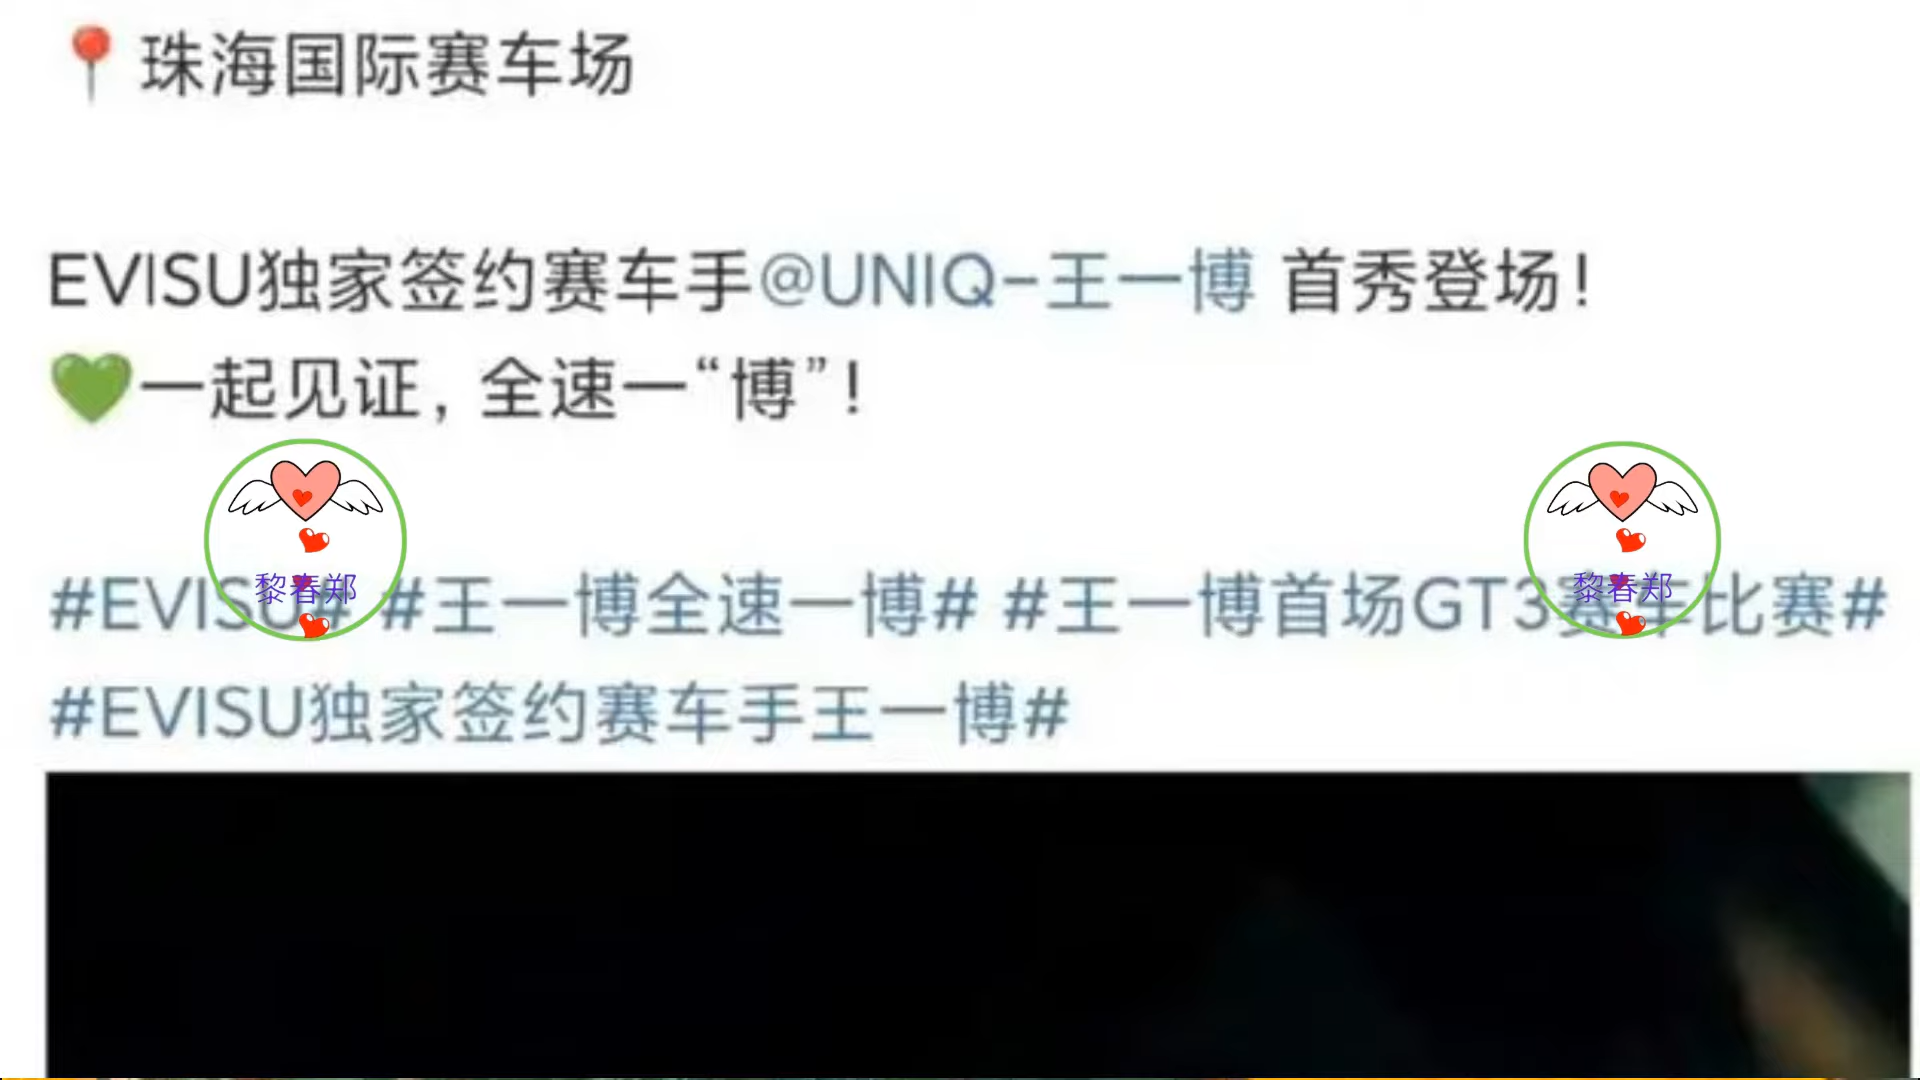 珠海国际赛车场
EVISU独家签约赛车手@UNIQ-王一博 首秀登场！
一起见证，全速一“博”！
#EVISU# #王一博全速一博# #王一博首场GT3赛车比赛#
黎春郑
黎春郑
#EVISU独家签约赛车手王一博#